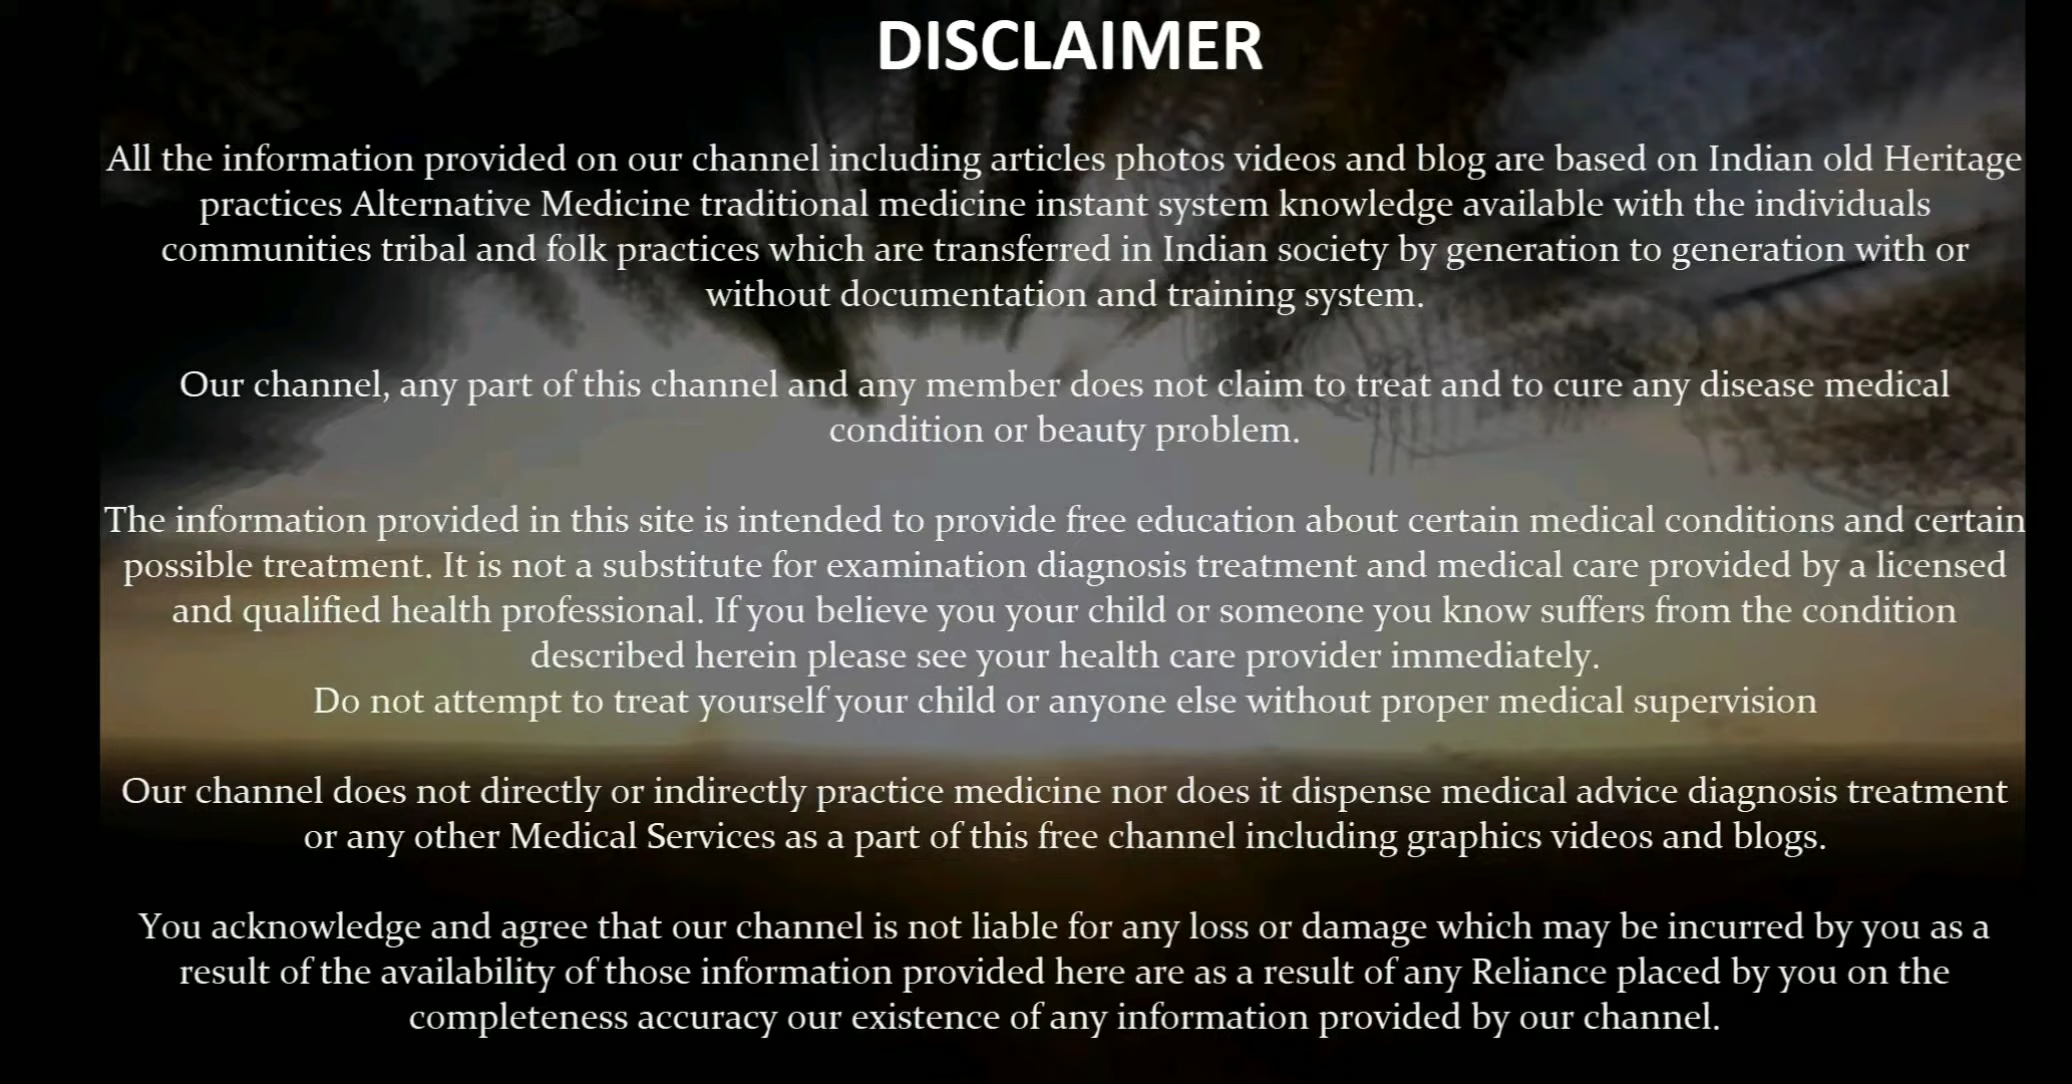 DISCLAIMER
All the information provided on our channel including articles photos videos and blog are based on Indian old Heritage
practices Alternative Medicine traditional medicine instant system knowledge available with the individuals
communities tribal and folk practices which are transferred in Indian society by generation to generation with or
without documentation and training system.
Our channel, any part of this channel and any member does not claim to treat and to cure any disease medical
condition or beauty problem.
The information provided in this site is intended to provide free education about certain medical conditions and certain
possible treatment. It is not a substitute for examination diagnosis treatment and medical care provided by a licensed
and qualified health professional. If you believe you your child or someone you know suffers from the condition
described herein please see your health care provider immediately.
Do not attempt to treat yourself your child or anyone else without proper medical supervision
Our channel does not directly or indirectly practice medicine nor does it dispense medical advice diagnosis treatment
or any other Medical Services as a part of this free channel including graphics videos and blogs.
You acknowledge and agree that our channel is not liable for any loss or damage which may be incurred by you as a
result of the availability of those information provided here are as a result of any Reliance placed by you on the
completeness accuracy our existence of any information provided by our channel.